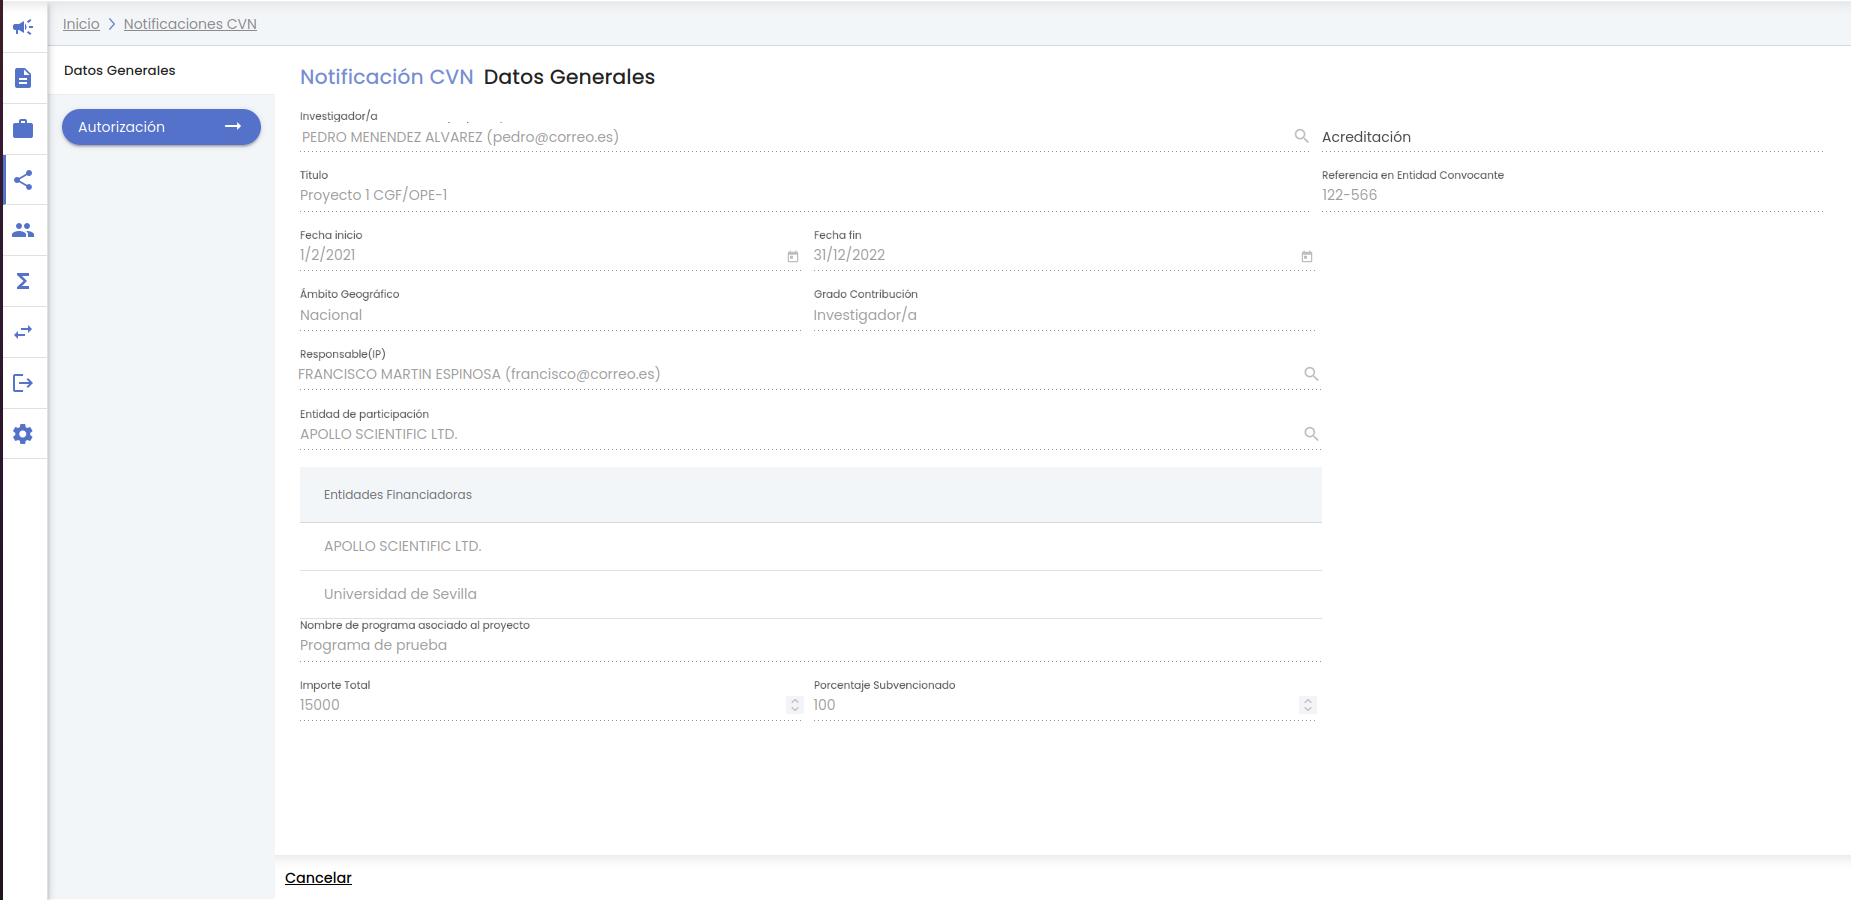 Inicio > Notificaciones CVN
Datos Generales
Autorización
Notificación CVN Datos Generales
Investigador/a
PEDRO MENENDEZ ALVAREZ (pedro@correo.es)
Acreditación
Título
Proyecto 1 CGF/OPE-1
Referencia en Entidad Convocante
122-566
Fecha inicio
1/2/2021
Fecha fin
31/12/2022
Ámbito Geográfico
Nacional
Grado Contribución
Investigador/a
Responsable(IP)
FRANCISCO MARTIN ESPINOSA (francisco@correo.es)
Entidad de participación
APOLLO SCIENTIFIC LTD.
Entidades Financiadoras
APOLLO SCIENTIFIC LTD.
Universidad de Sevilla
Nombre de programa asociado al proyecto
Programa de prueba
Importe Total
15000
Porcentaje Subvencionado
100
Cancelar